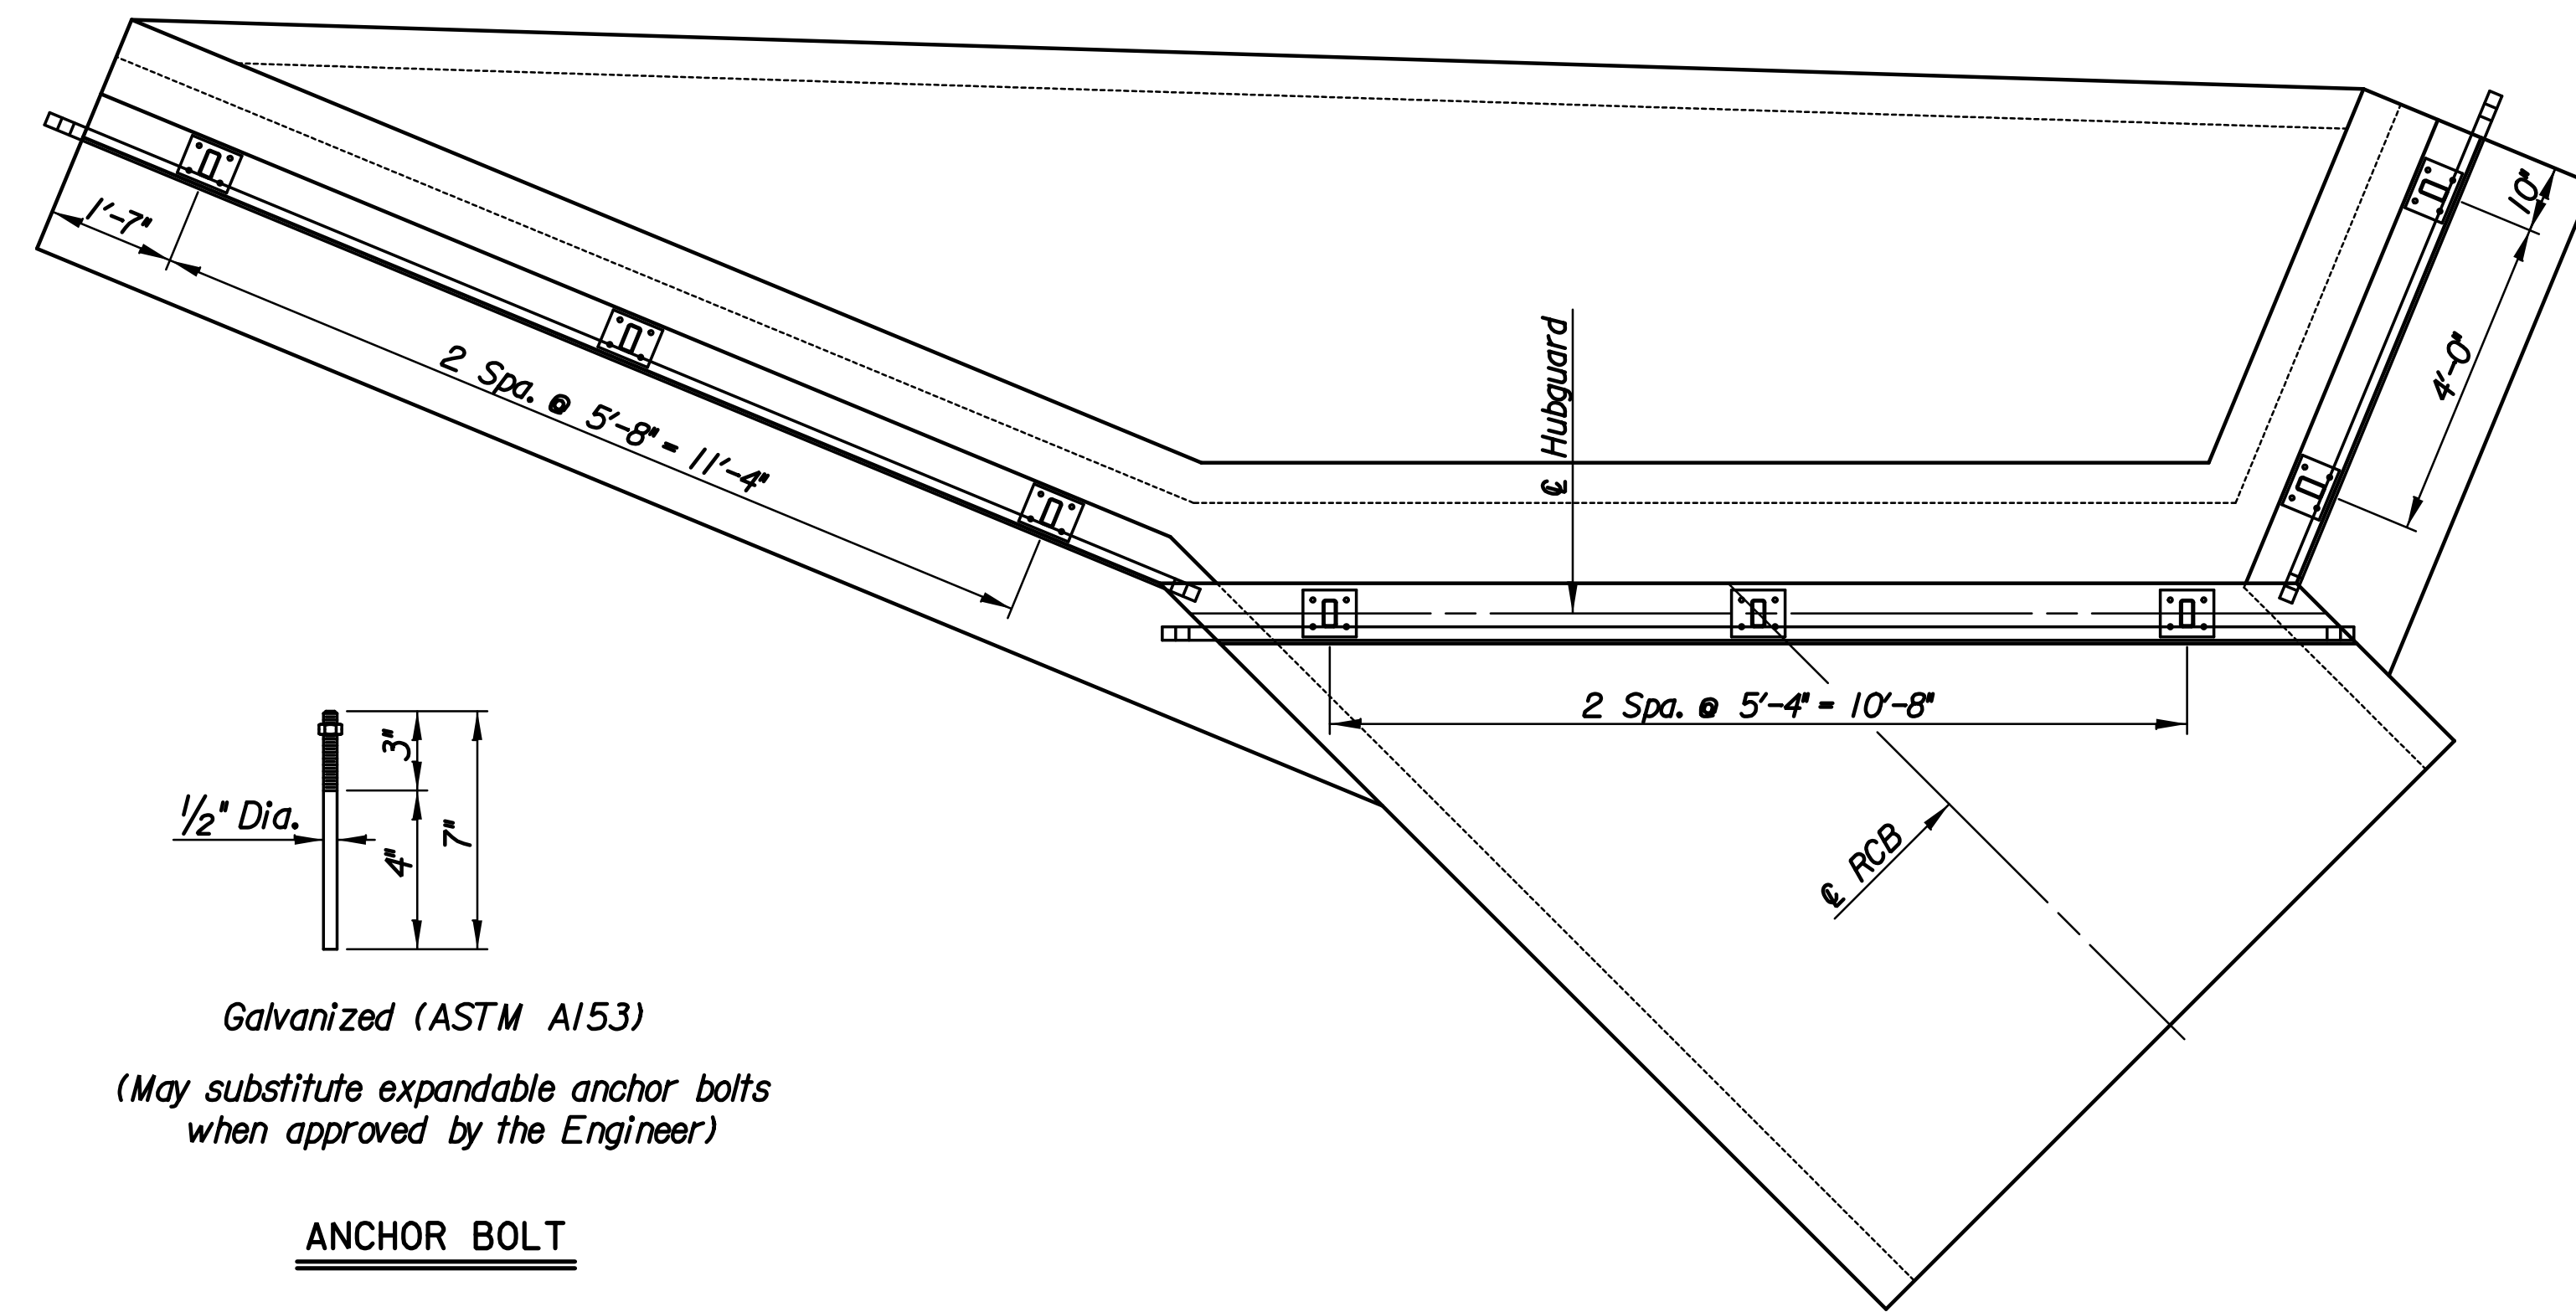 1'-7"
2 Spa. @ 5'-8" = 11'-4"
℄ Hubguard
10"
4'-0"
2 Spa. @ 5'-4" = 10'-8"
℄ RCB
3"
4"
7"
1/2" Dia.
Galvanized (ASTM A153)
(May substitute expandable anchor bolts
when approved by the Engineer)
ANCHOR BOLT